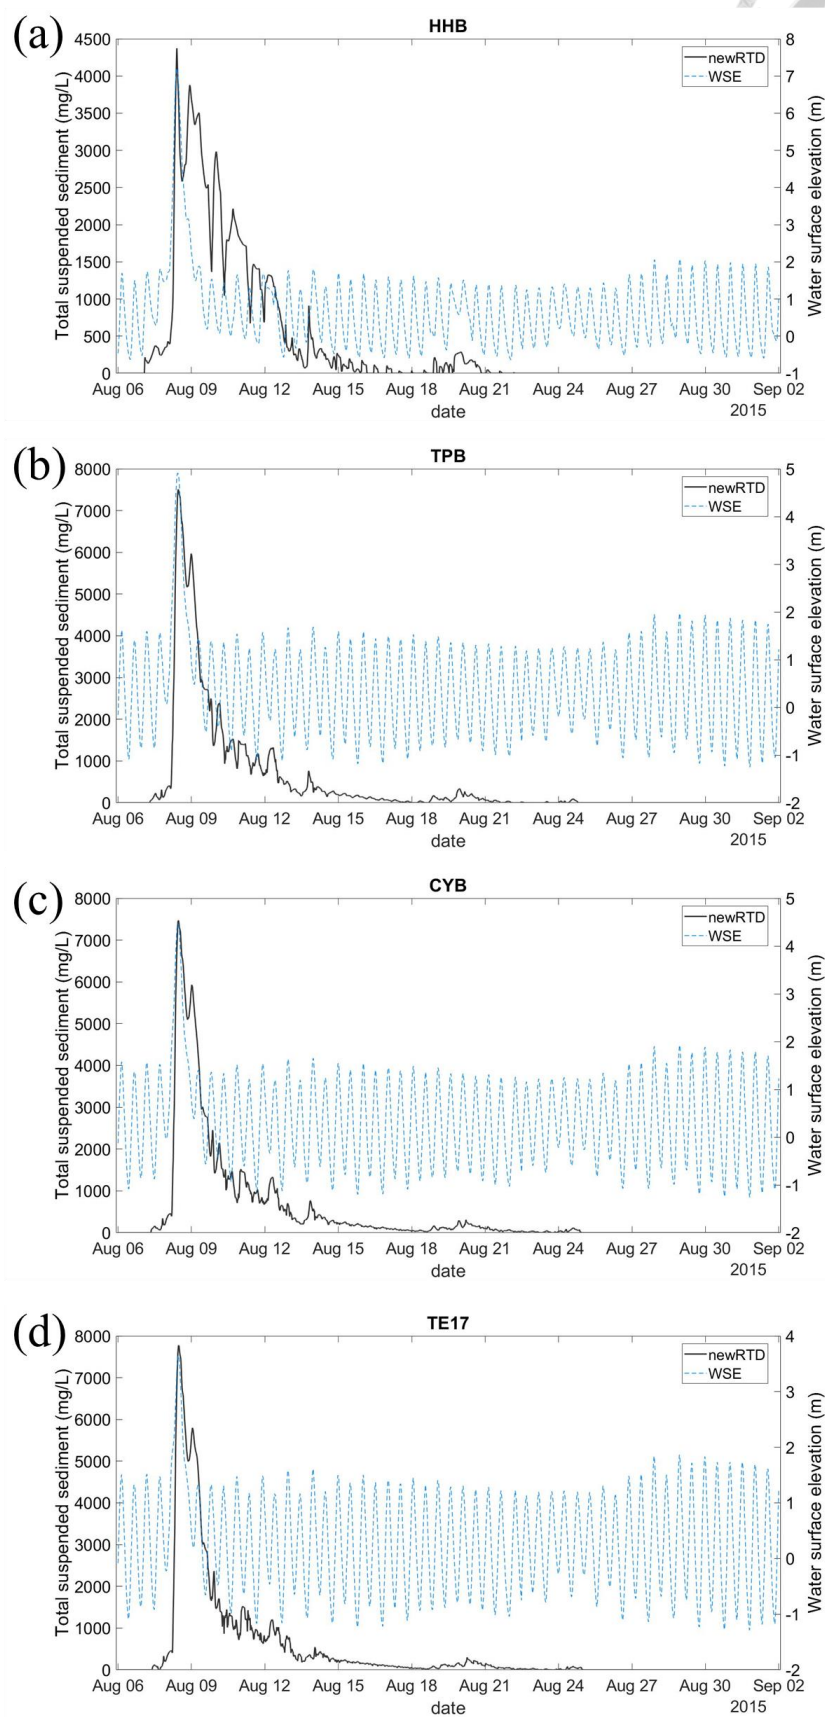 (a)
HHB
Total suspended sediment (mg/L)
4500
4000
3500
3000
2500
2000
1500
1000
500
0
newRTD
WSE
8
7
6
5
4
3
2
1
0
-1
Water surface elevation (m)
Aug 06 Aug 09 Aug 12 Aug 15 Aug 18 Aug 21 Aug 24 Aug 27 Aug 30 Sep 02
date
2015
(b)
TPB
Total suspended sediment (mg/L)
8000
7000
6000
5000
4000
3000
2000
1000
0
newRTD
WSE
5
4
3
2
1
0
-1
-2
Water surface elevation (m)
Aug 06 Aug 09 Aug 12 Aug 15 Aug 18 Aug 21 Aug 24 Aug 27 Aug 30 Sep 02
date
2015
(c)
CYB
Total suspended sediment (mg/L)
8000
7000
6000
5000
4000
3000
2000
1000
0
newRTD
WSE
5
4
3
2
1
0
-1
-2
Water surface elevation (m)
Aug 06 Aug 09 Aug 12 Aug 15 Aug 18 Aug 21 Aug 24 Aug 27 Aug 30 Sep 02
date
2015
(d)
TE17
Total suspended sediment (mg/L)
8000
7000
6000
5000
4000
3000
2000
1000
0
newRTD
WSE
4
3
2
1
0
-1
-2
Water surface elevation (m)
Aug 06 Aug 09 Aug 12 Aug 15 Aug 18 Aug 21 Aug 24 Aug 27 Aug 30 Sep 02
date
2015